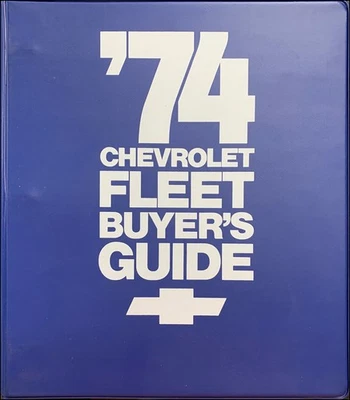 '74
CHEVROLET
FLEET
BUYER'S
GUIDE